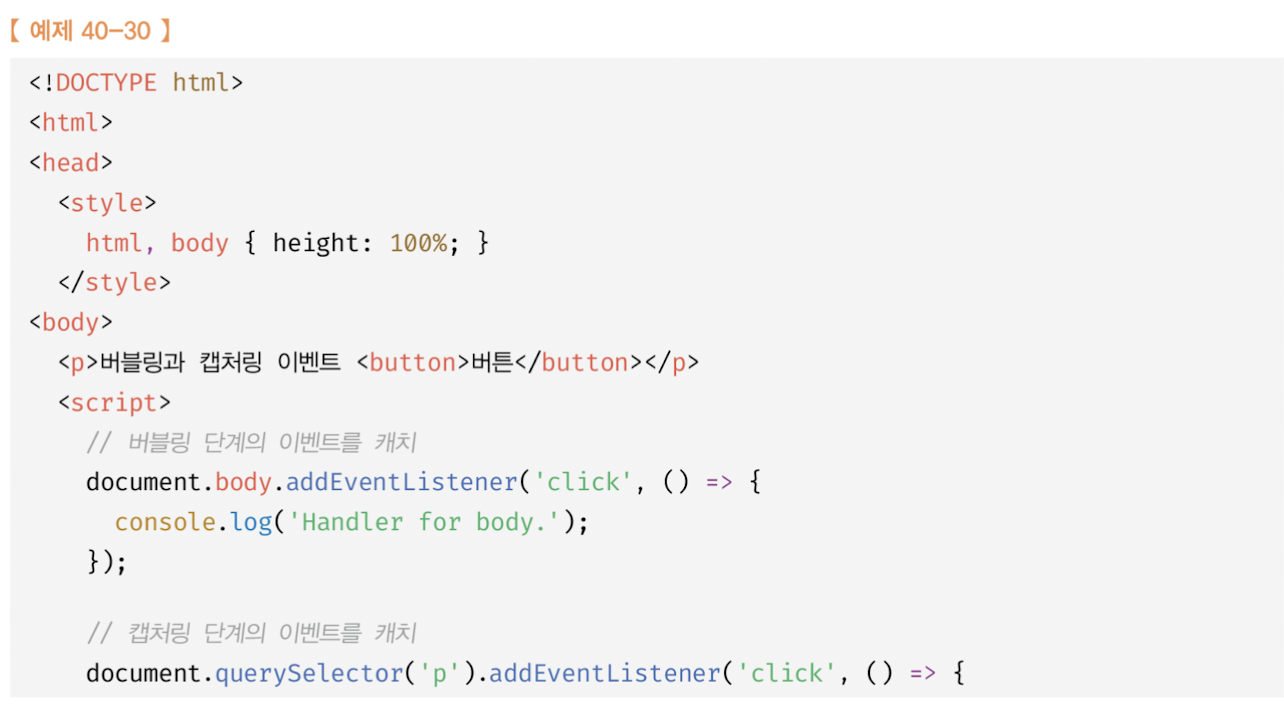 【 예제 40-30 】
<!DOCTYPE html>
<html>
<head>
  <style>
    html, body { height: 100%; }
  </style>
<body>
  <p>버블링과 캡처링 이벤트 <button>버튼</button></p>
  <script>
    // 버블링 단계의 이벤트를 캐치
    document.body.addEventListener('click', () => {
      console.log('Handler for body.');
    });
    // 캡처링 단계의 이벤트를 캐치
    document.querySelector('p').addEventListener('click', () => {